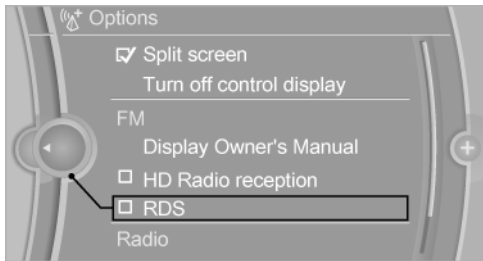 Options
Split screen
Turn off control display
FM
Display Owner's Manual
HD Radio reception
RDS
Radio